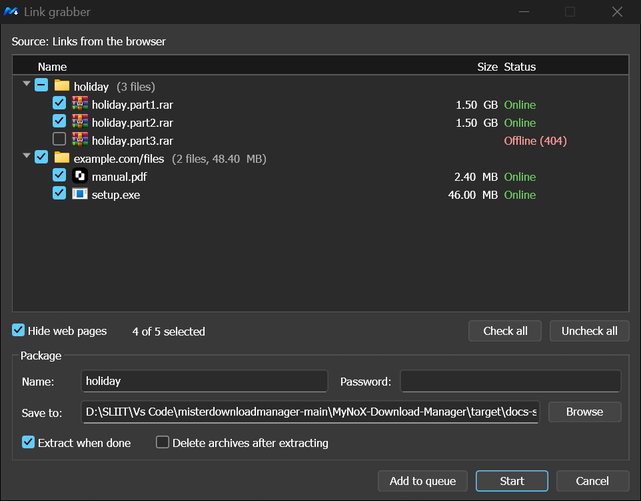 Link grabber
Source: Links from the browser
Name Size Status
holiday (3 files)
holiday.part1.rar 1.50 GB Online
holiday.part2.rar 1.50 GB Online
holiday.part3.rar Offline (404)
example.com/files (2 files, 48.40 MB)
manual.pdf 2.40 MB Online
setup.exe 46.00 MB Online
Hide web pages 4 of 5 selected Check all Uncheck all
Package
Name: holiday Password:
Save to: D:\SLIIT\Vs Code\misterdownloadmanager-main\MyNoX-Download-Manager\target\docs-s Browse
Extract when done Delete archives after extracting
Add to queue Start Cancel